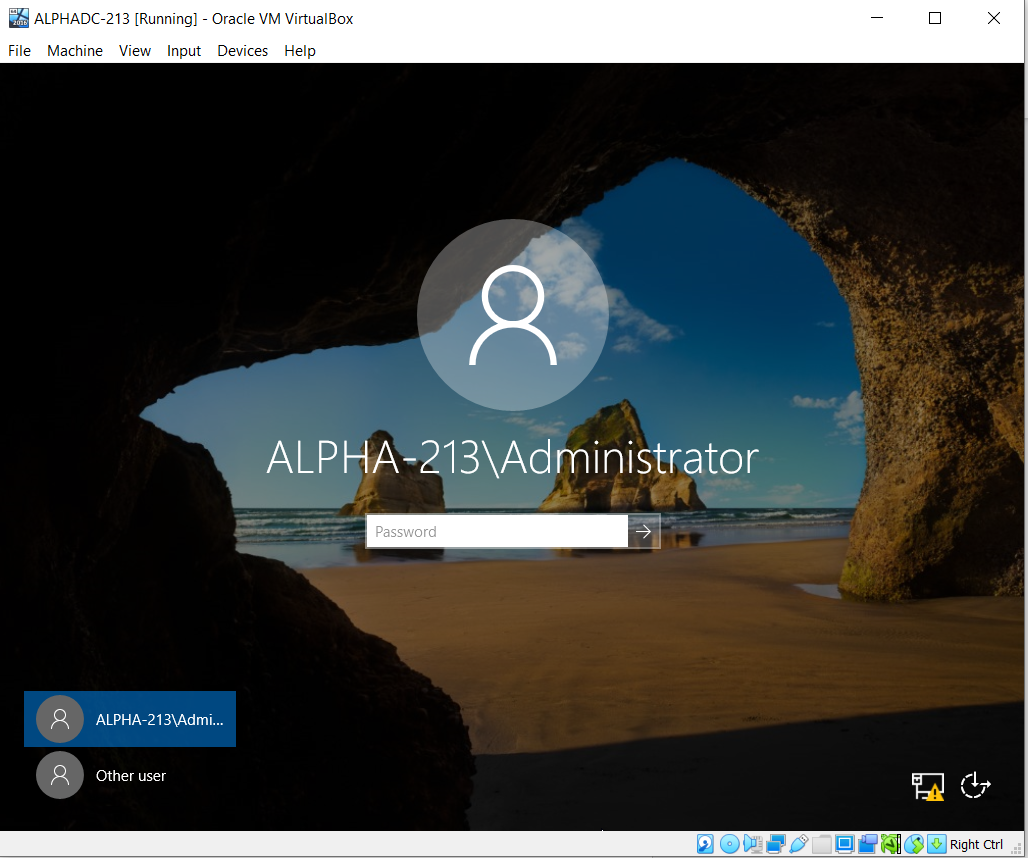 ALPHADC-213 [Running] - Oracle VM VirtualBox
File Machine View Input Devices Help
ALPHA-213\Administrator
Password
ALPHA-213\Admi...
Other user
Right Ctrl